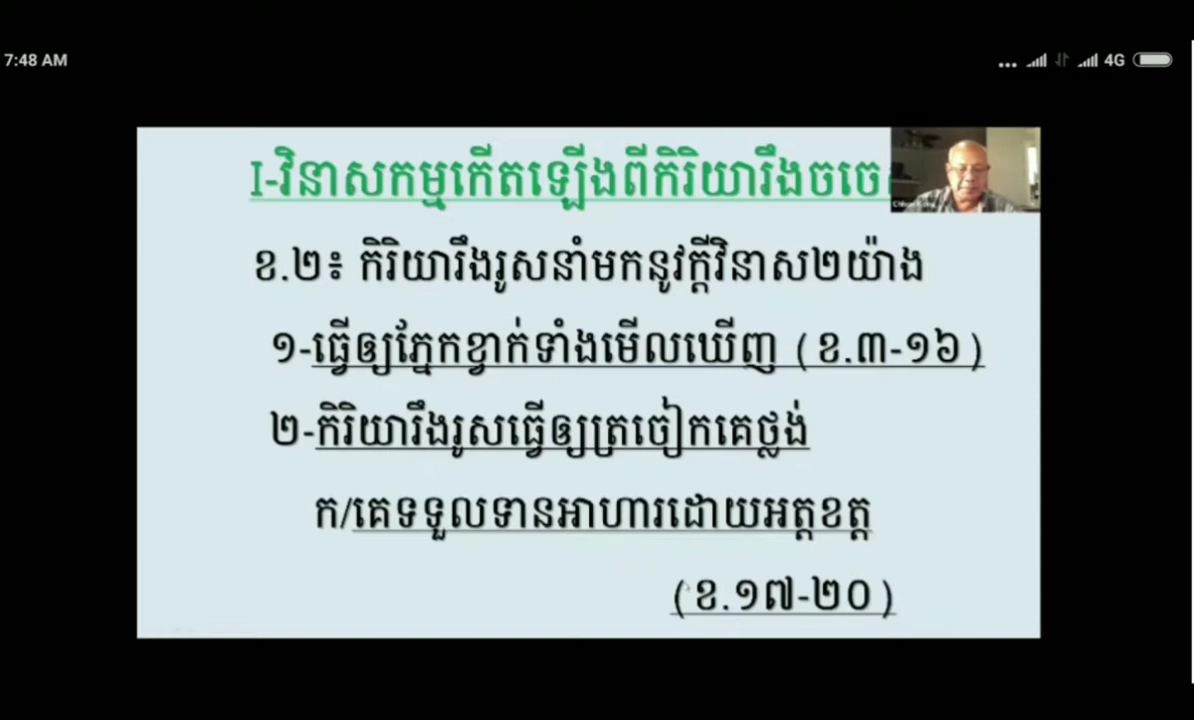 7:48 AM
4G
I-វិនាសកម្មកើតឡើងពីកិរិយារឹងចចេ
ខ.២៖ កិរិយារឹងរូសនាំមកនូវក្ដីវិនាស២យ៉ាង
១-ធ្វើឲ្យភ្នែកខ្វាក់ទាំងមើលឃើញ (ខ.៣-១៦)
២-កិរិយារឹងរូសធ្វើឲ្យត្រចៀកគេថ្លង់
ក/គេទទួលទានអាហារដោយអត្តខត្ត
(ខ.១៧-២០)